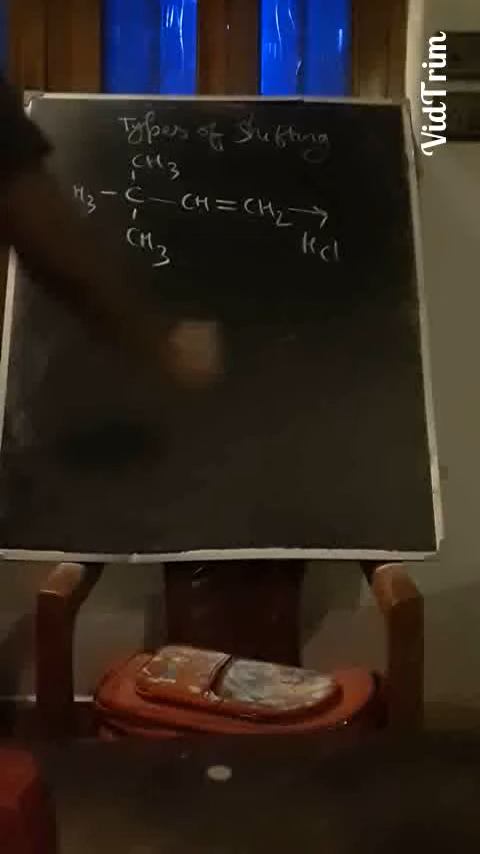 Types of Shifting
CH3
H3-C-CH=CH2→
CH3
HCl
VidTrim